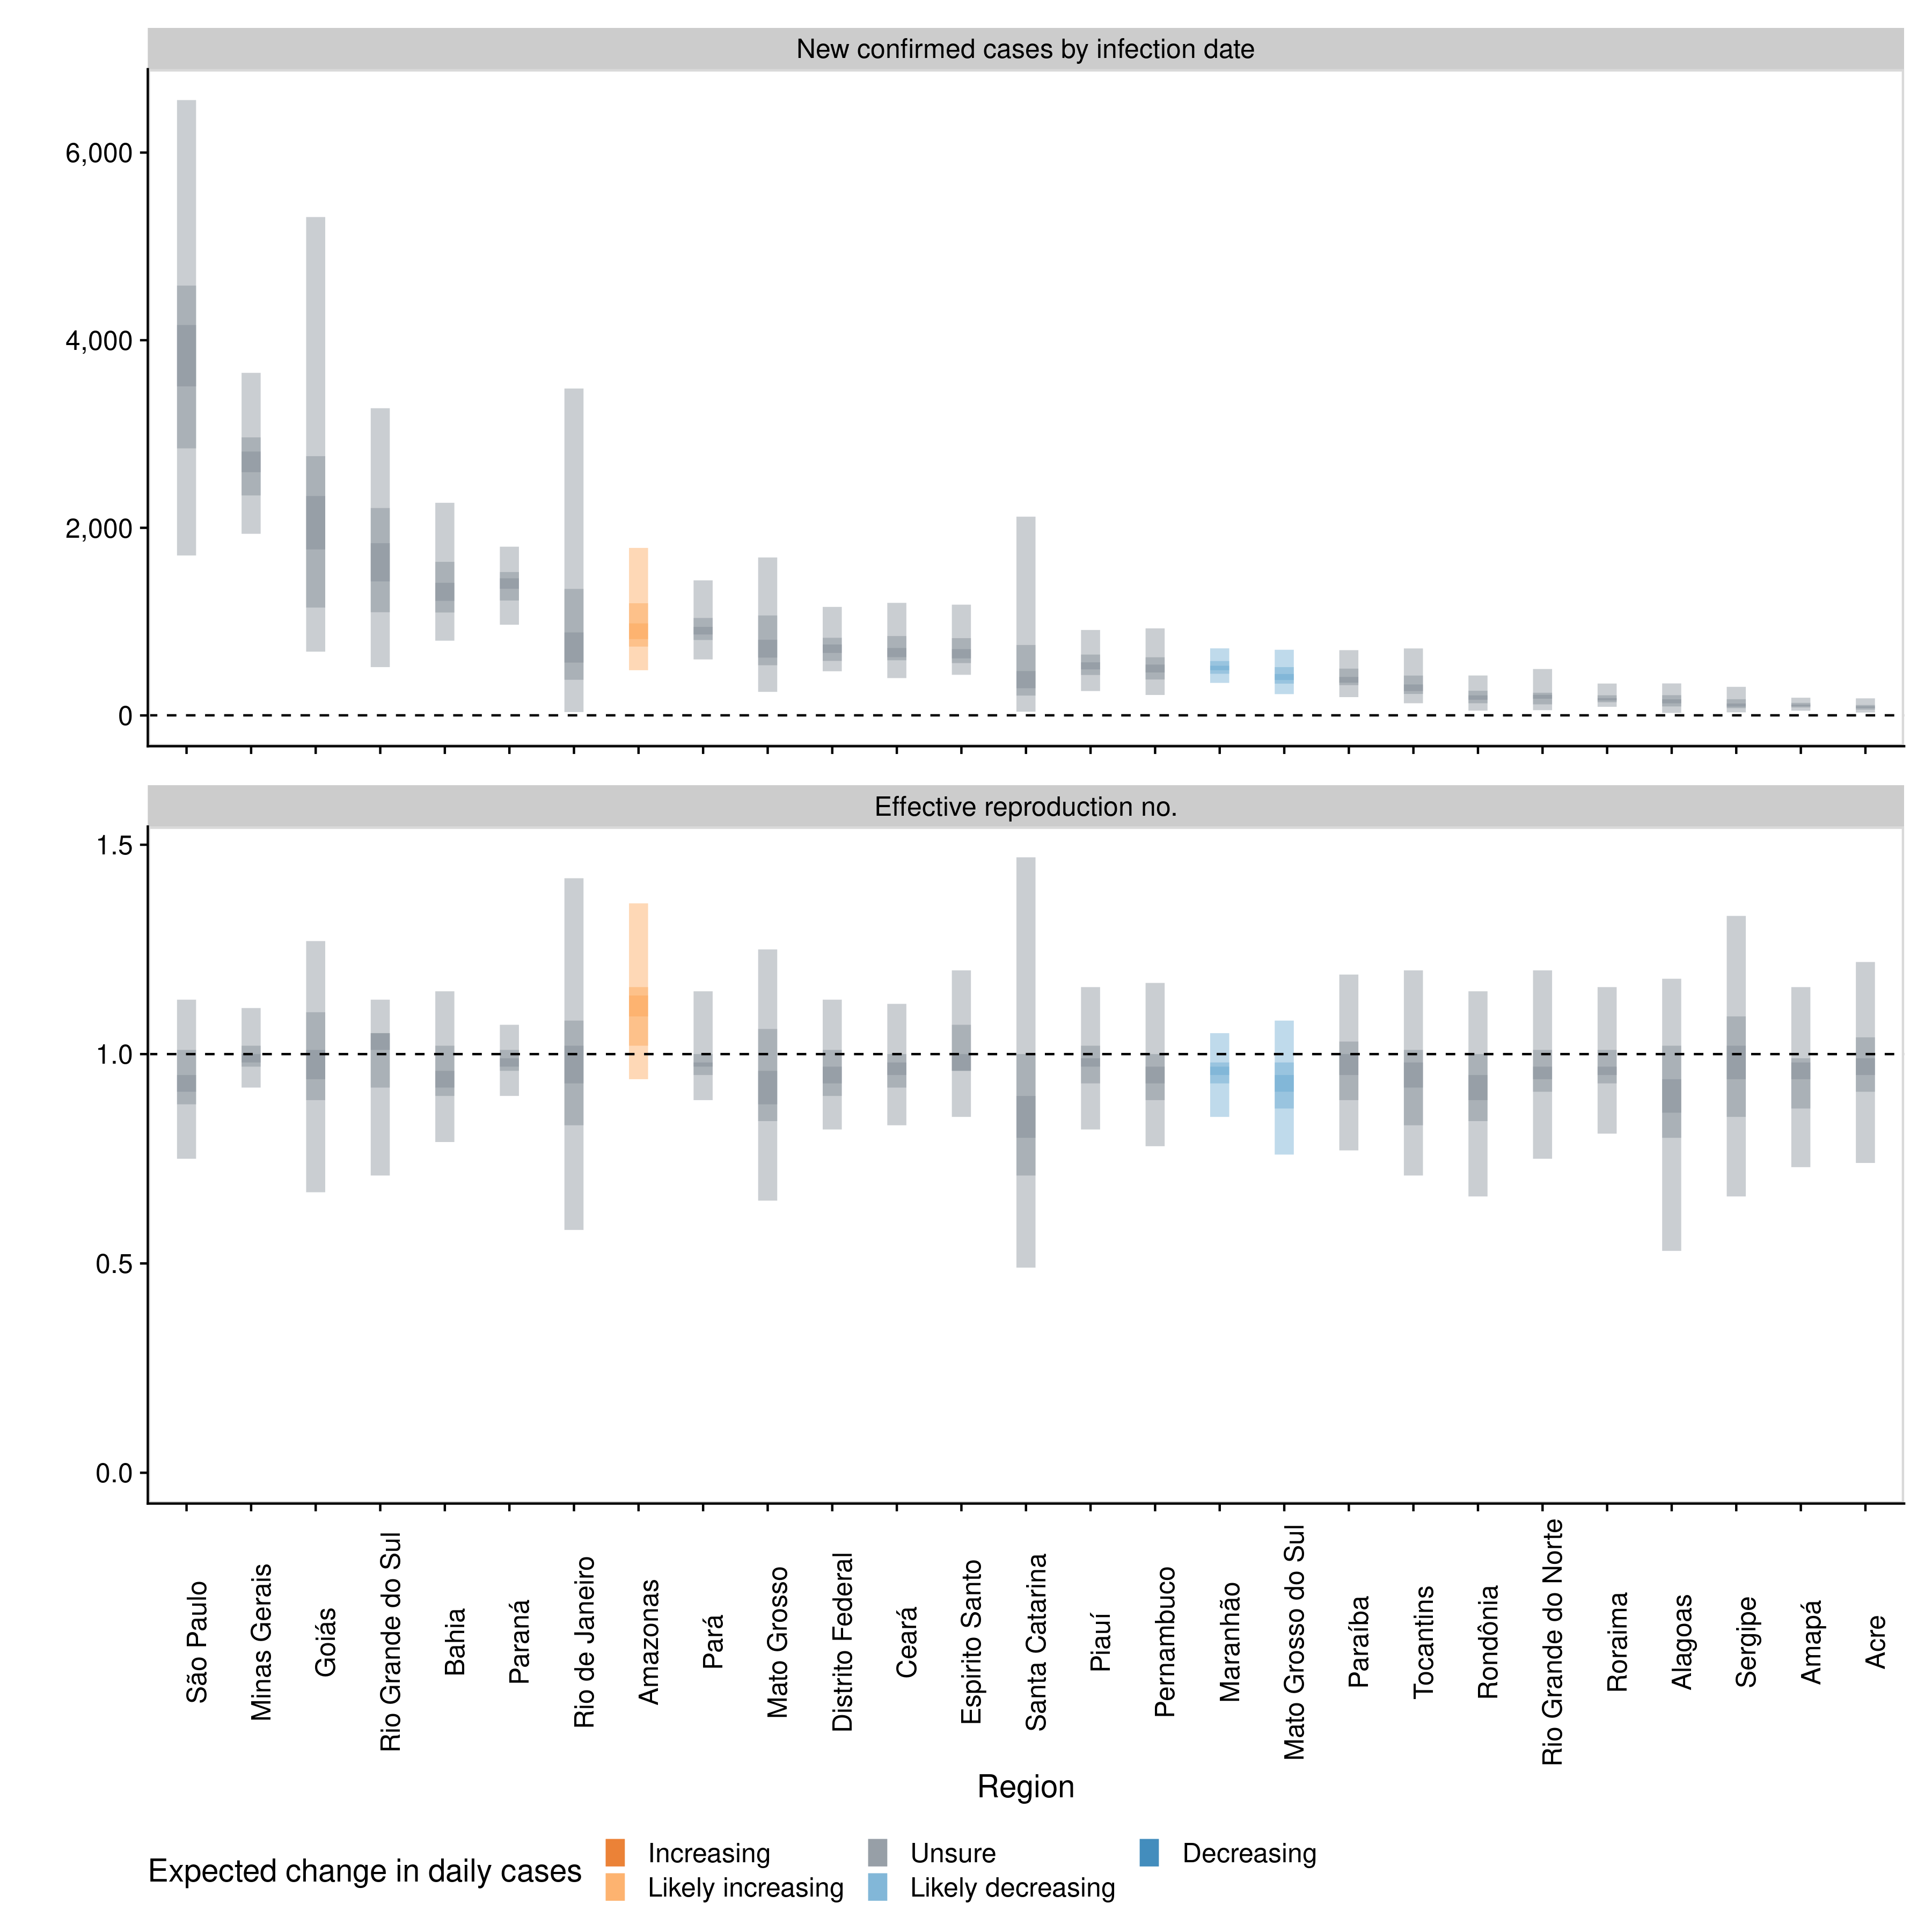 New confirmed cases by infection date
6,000
4,000
2,000
0
Effective reproduction no.
1.5
1.0
0.5
0.0
São Paulo
Minas Gerais
Goiás
Rio Grande do Sul
Bahia
Paraná
Rio de Janeiro
Amazonas
Pará
Mato Grosso
Distrito Federal
Ceará
Espirito Santo
Santa Catarina
Piauí
Pernambuco
Maranhão
Mato Grosso do Sul
Paraíba
Tocantins
Rondônia
Rio Grande do Norte
Roraima
Alagoas
Sergipe
Amapá
Acre
Region
Expected change in daily cases
Increasing
Unsure
Decreasing
Likely increasing
Likely decreasing